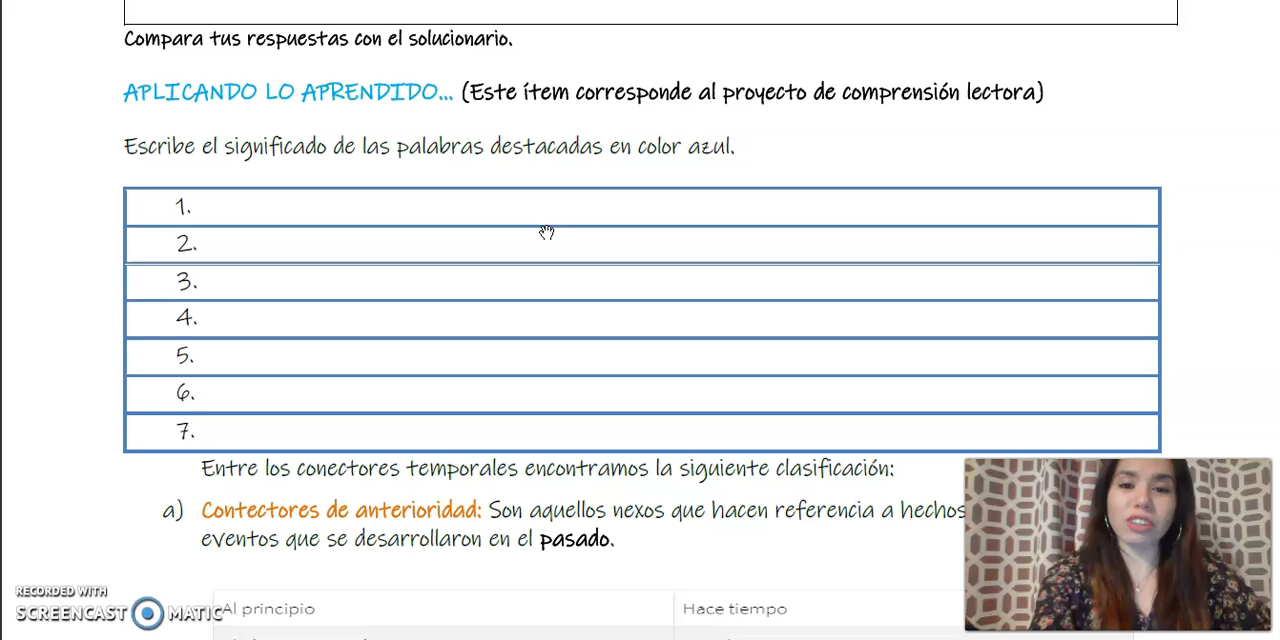 Compara tus respuestas con el solucionario.
APLICANDO LO APRENDIDO... (Este ítem corresponde al proyecto de comprensión lectora)
Escribe el significado de las palabras destacadas en color azul.
1.
2.
3.
4.
5.
6.
7.
Entre los conectores temporales encontramos la siguiente clasificación:
a) Contectores de anterioridad: Son aquellos nexos que hacen referencia a hechos
eventos que se desarrollaron en el pasado.
RECORDED WITH
SCREENCAST MATIC
Al principio Hace tiempo